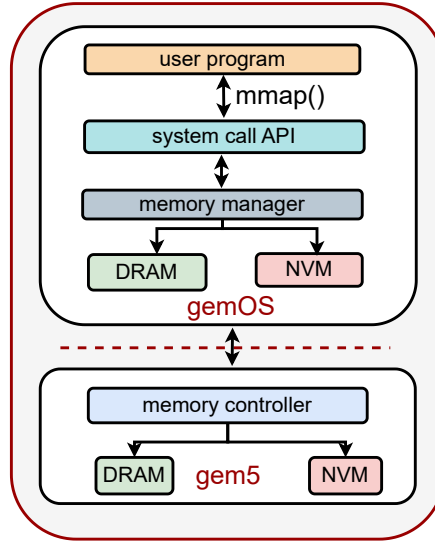 user program
mmap()
system call API
memory manager
DRAM
NVM
gemOS
memory controller
DRAM
gem5
NVM